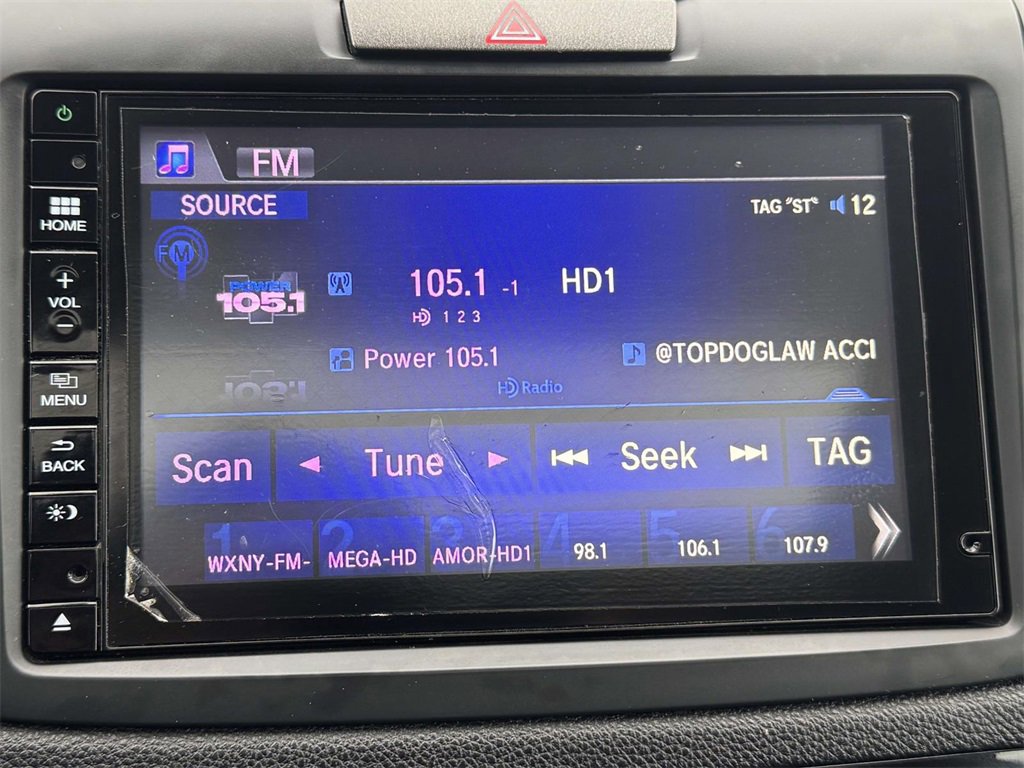 FM
SOURCE
TAG "ST" 12
HOME
FM
POWER
105.1
105.1 -1 HD1
HD 1 2 3
+
VOL
−
Power 105.1
@TOPDOGLAW ACCI
HD Radio
MENU
BACK
Scan
Tune
Seek
TAG
1 WXNY-FM-
2 MEGA-HD
3 AMOR-HD1
4 98.1
5 106.1
6 107.9